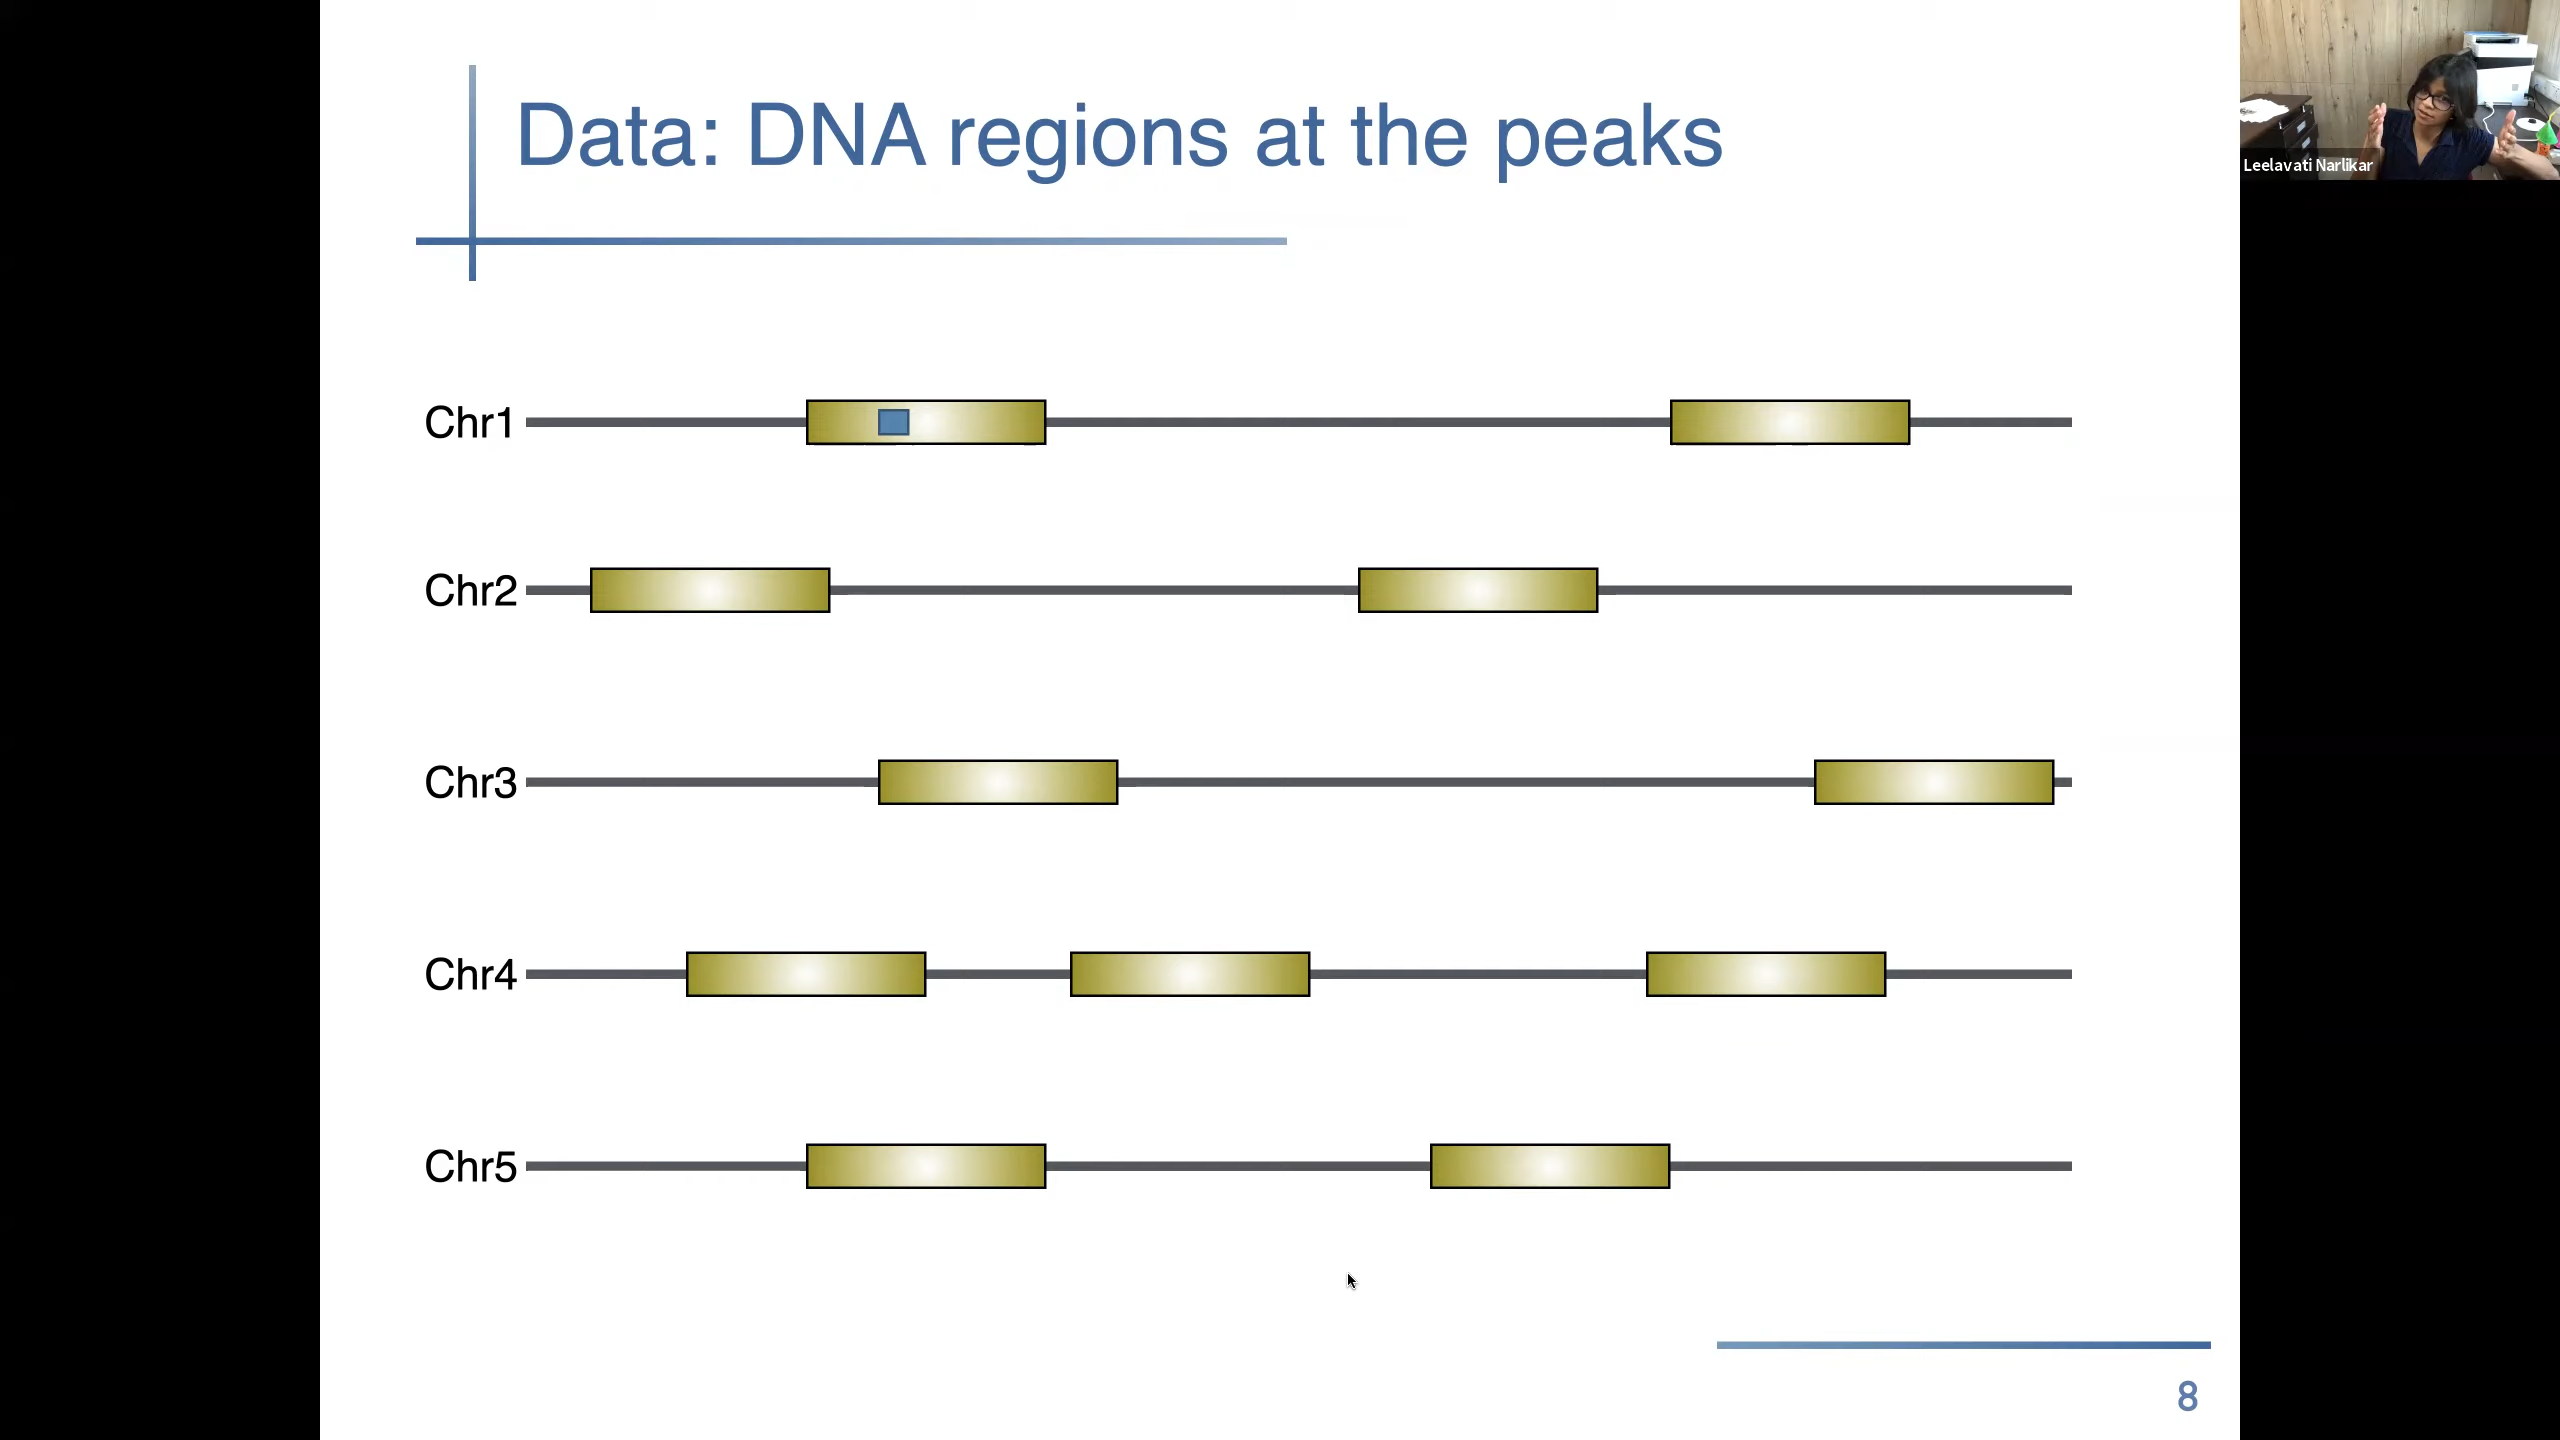 Data: DNA regions at the peaks
Leelavati Narlikar
Chr1
Chr2
Chr3
Chr4
Chr5
8